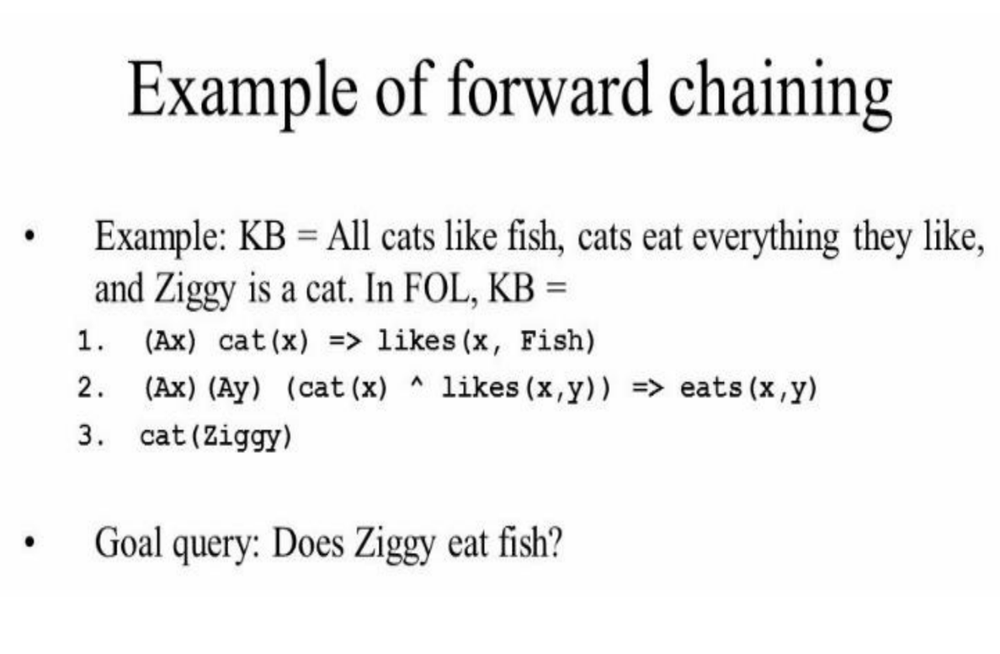 Example of forward chaining
• Example: KB = All cats like fish, cats eat everything they like,
and Ziggy is a cat. In FOL, KB =
1. (Ax) cat(x) => likes(x, Fish)
2. (Ax)(Ay) (cat(x) ^ likes(x,y)) => eats(x,y)
3. cat(Ziggy)
• Goal query: Does Ziggy eat fish?